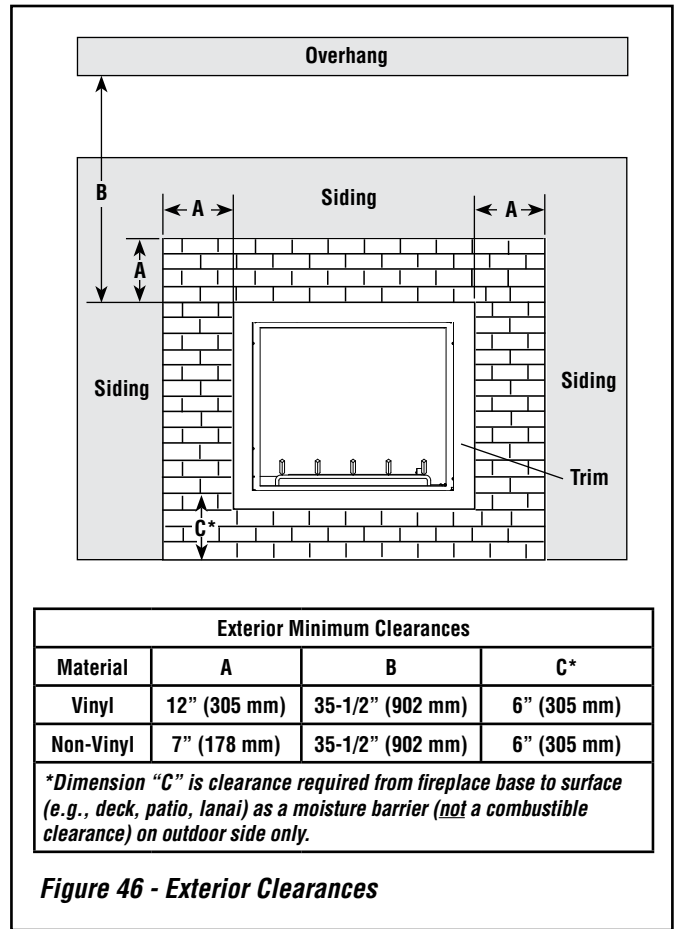 Overhang
B
Siding
A
A
A
Siding
Siding
Trim
C*
Exterior Minimum Clearances
Material A B C*
Vinyl 12” (305 mm) 35-1/2” (902 mm) 6” (305 mm)
Non-Vinyl 7” (178 mm) 35-1/2” (902 mm) 6” (305 mm)
*Dimension “C” is clearance required from fireplace base to surface
(e.g., deck, patio, lanai) as a moisture barrier (not a combustible
clearance) on outdoor side only.
Figure 46 - Exterior Clearances